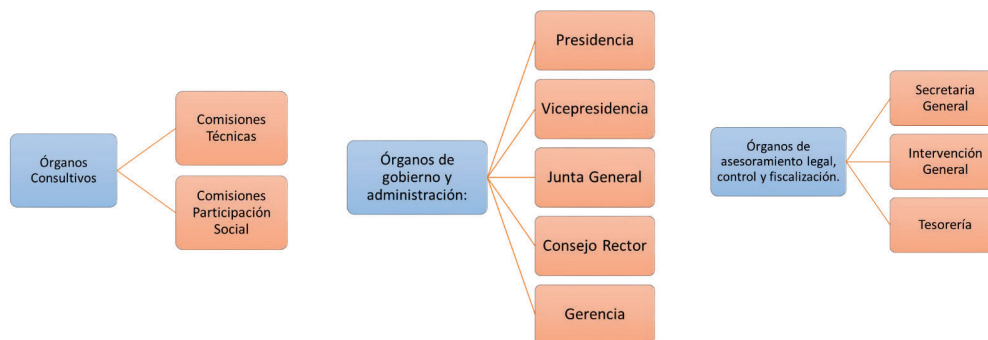 Órganos
Consultivos
Comisiones
Técnicas
Comisiones
Participación
Social
Órganos de
gobierno y
administración:
Presidencia
Vicepresidencia
Junta General
Consejo Rector
Gerencia
Órganos de
asesoramiento legal,
control y fiscalización.
Secretaria
General
Intervención
General
Tesorería